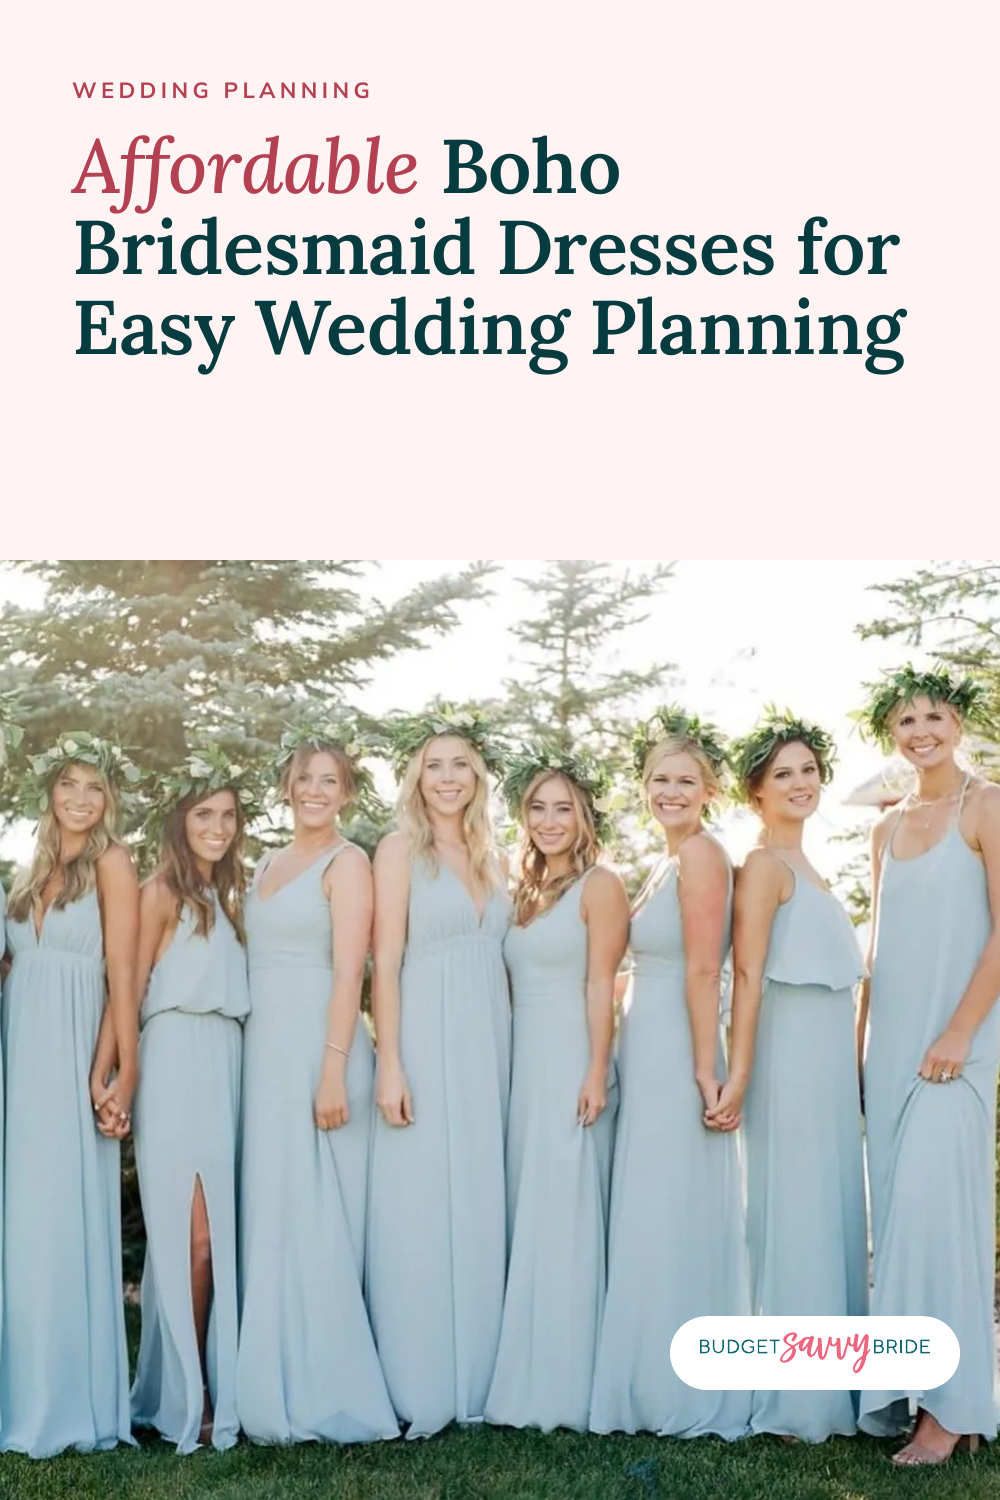 WEDDING PLANNING
Affordable Boho
Bridesmaid Dresses for
Easy Wedding Planning
BUDGET savvy BRIDE